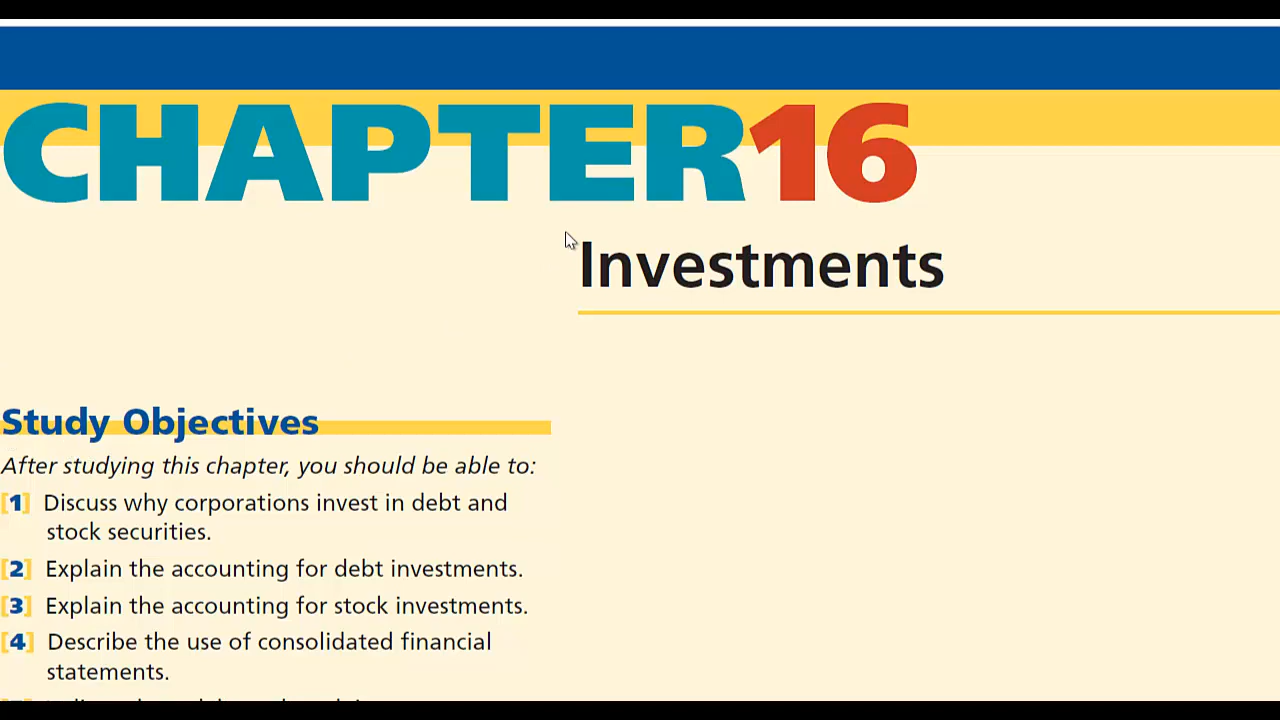 CHAPTER16
Investments
Study Objectives
After studying this chapter, you should be able to:
[1] Discuss why corporations invest in debt and
stock securities.
[2] Explain the accounting for debt investments.
[3] Explain the accounting for stock investments.
[4] Describe the use of consolidated financial
statements.